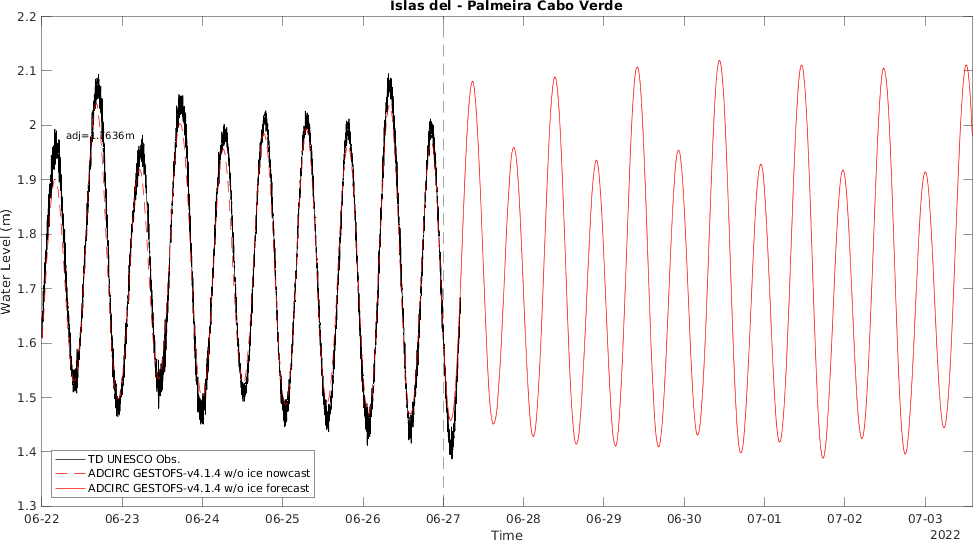 Islas del - Palmeira Cabo Verde
2.2
2.1
2
1.9
1.8
1.7
1.6
1.5
1.4
1.3
Water Level (m)
adj=1.7636m
TD UNESCO Obs.
ADCIRC GESTOFS-v4.1.4 w/o ice nowcast
ADCIRC GESTOFS-v4.1.4 w/o ice forecast
06-22 06-23 06-24 06-25 06-26 06-27 06-28 06-29 06-30 07-01 07-02 07-03
Time
2022